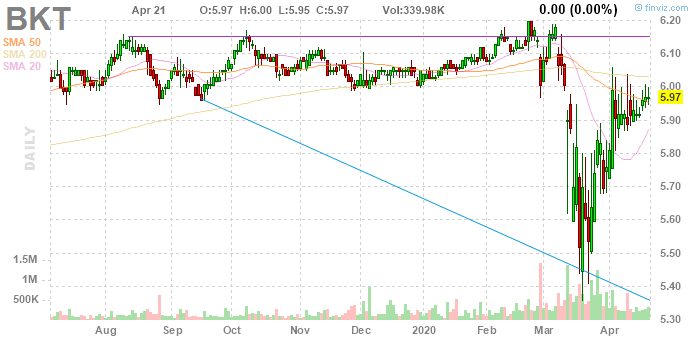 BKT
Apr 21 O:5.97 H:6.00 L:5.95 C:5.97 Vol:339.98K 0.00 (0.00%)
finviz.com
SMA 50
SMA 200
SMA 20
DAILY
6.20
6.10
6.00
5.97
5.90
5.80
5.70
5.60
5.50
5.40
5.30
1.5M
1M
500K
Aug Sep Oct Nov Dec 2020 Feb Mar Apr